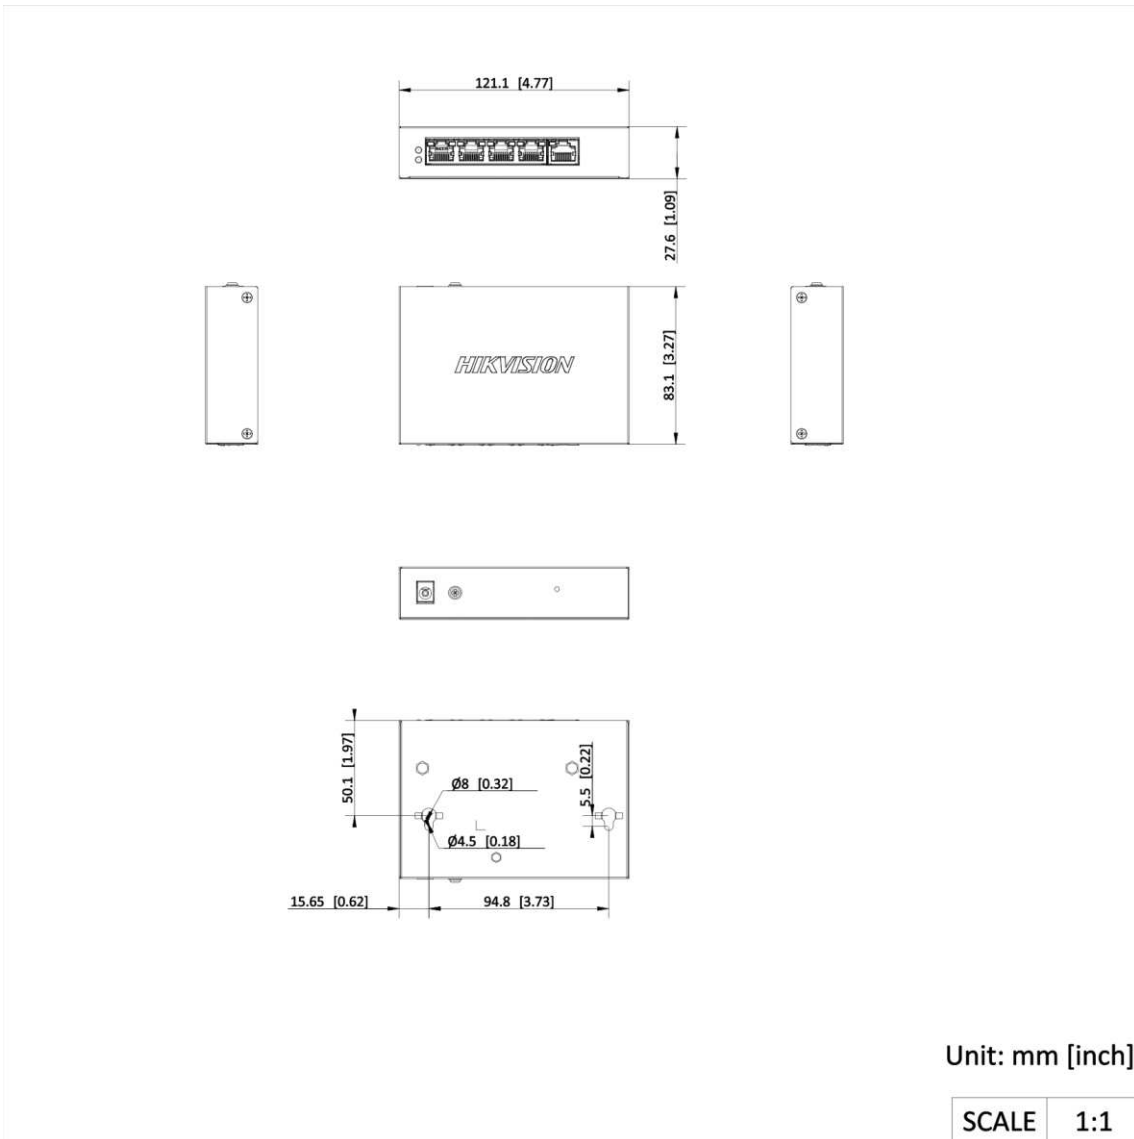 121.1 [4.77]
27.6 [1.09]
HIKVISION
83.1 [3.27]
50.1 [1.97]
5.5 [0.22]
Ø8 [0.32]
Ø4.5 [0.18]
15.65 [0.62]
94.8 [3.73]
Unit: mm [inch]
SCALE 1:1